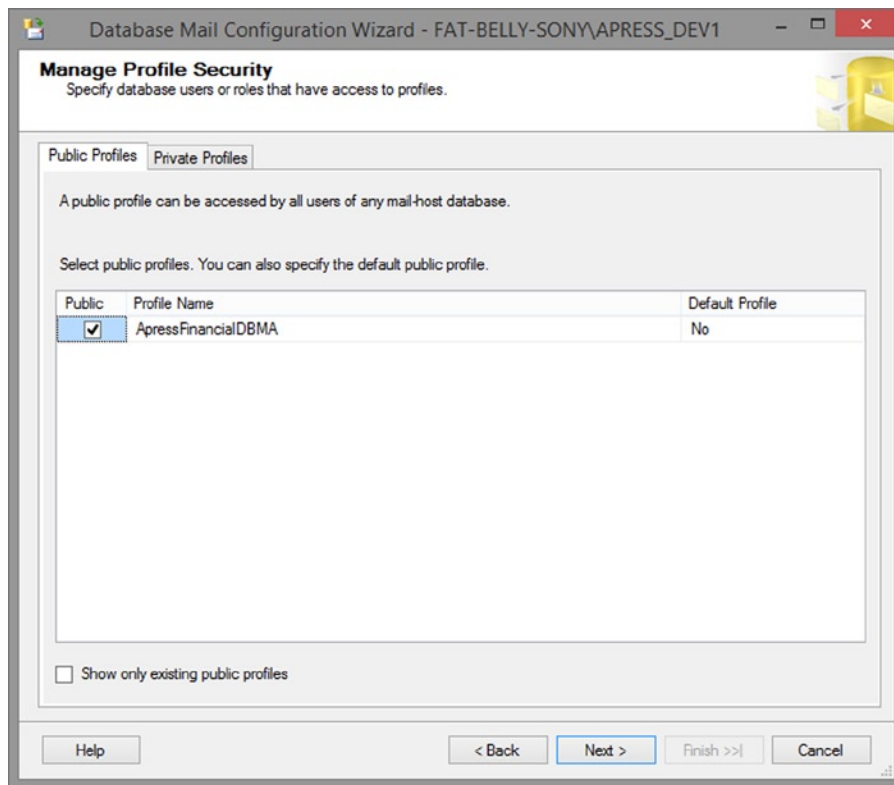 Database Mail Configuration Wizard - FAT-BELLY-SONY\APRESS_DEV1
Manage Profile Security
Specify database users or roles that have access to profiles.
Public Profiles Private Profiles
A public profile can be accessed by all users of any mail-host database.
Select public profiles. You can also specify the default public profile.
Public Profile Name Default Profile
ApressFinancialDBMA No
Show only existing public profiles
Help < Back Next > Finish >>| Cancel